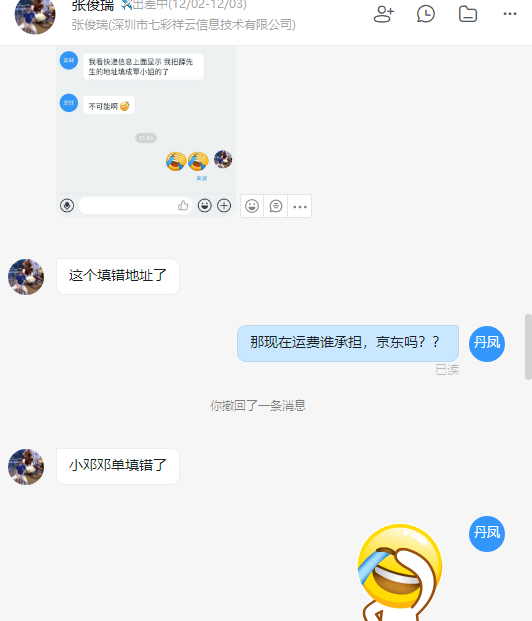 张俊瑞 出差中(12/02-12/03)
张俊瑞(深圳市七彩祥云信息技术有限公司)
我看快递信息上面显示 我把薛先
生的地址填成覃小姐的了
不可能啊
未读
这个填错地址了
那现在运费谁承担，京东吗？？
丹凤
已读
你撤回了一条消息
小邓邓单填错了
丹凤